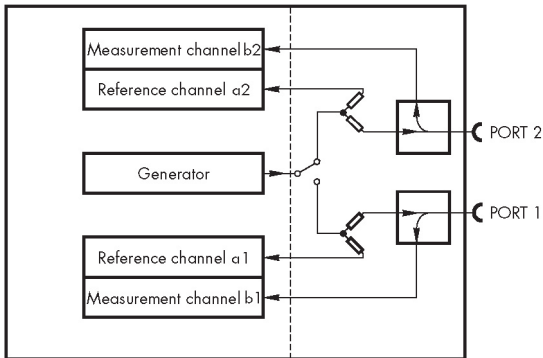 Measurement channel b2
Reference channel a2
PORT 2
Generator
PORT 1
Reference channel a1
Measurement channel b1